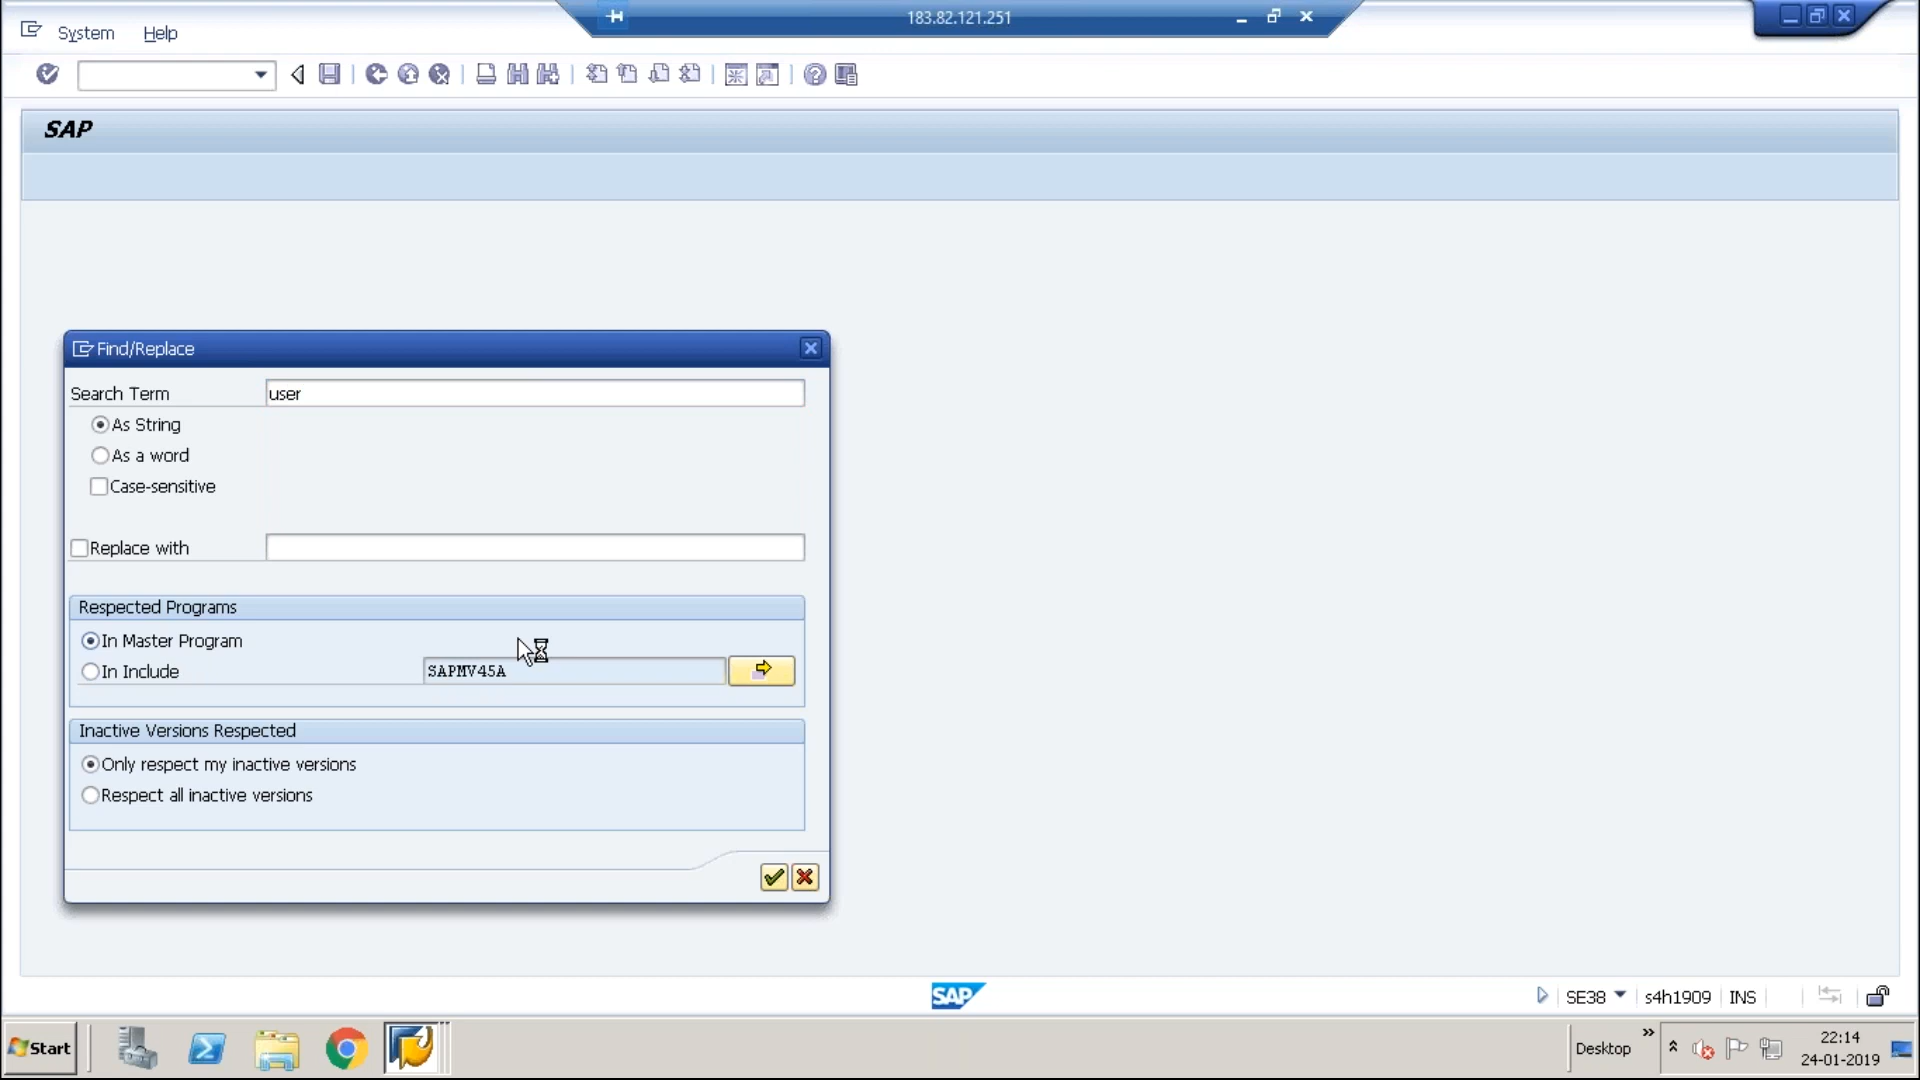 183.82.121.251
System Help
SAP
Find/Replace
Search Term user
As String
As a word
Case-sensitive
Replace with
Respected Programs
In Master Program
In Include SAPMV45A
Inactive Versions Respected
Only respect my inactive versions
Respect all inactive versions
SAP
SE38 s4h1909 INS
Start
Desktop
22:14
24-01-2019